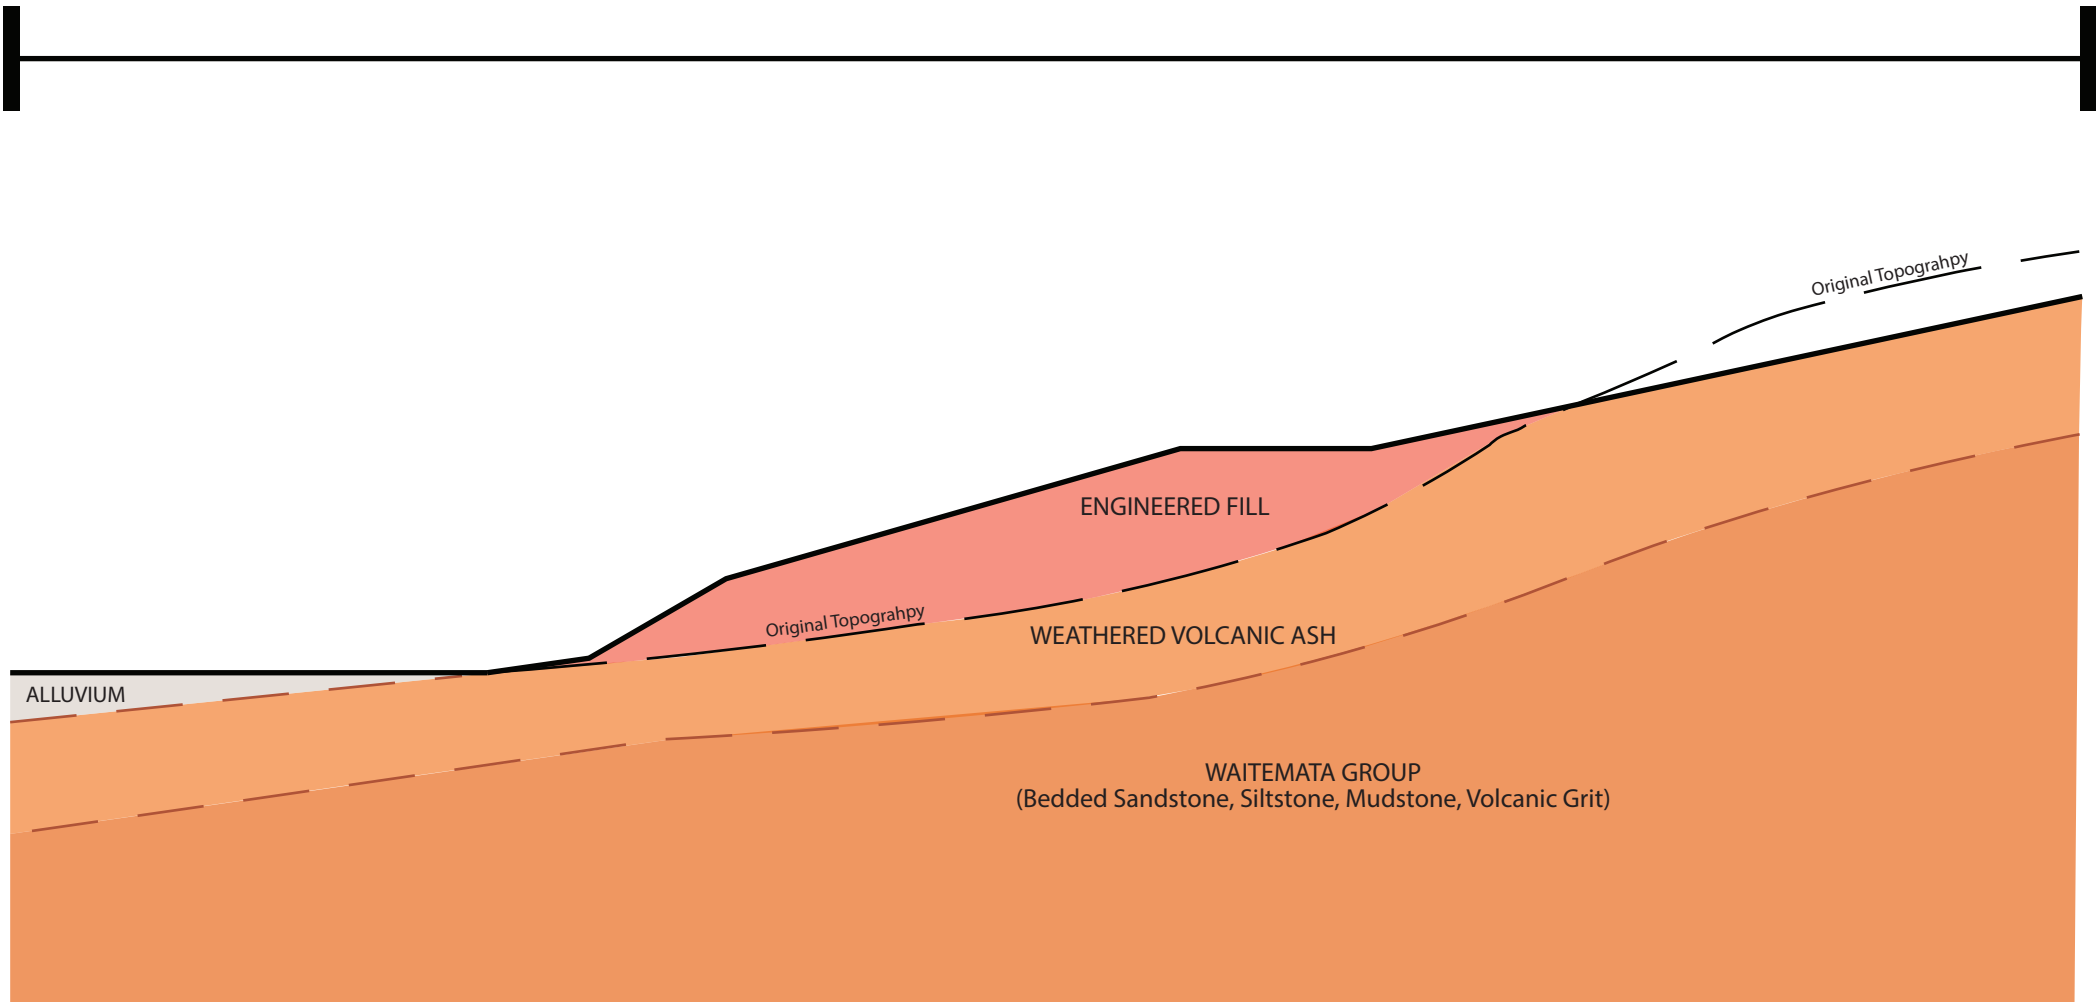 Original Topograhpy
ENGINEERED FILL
Original Topograhpy
WEATHERED VOLCANIC ASH
ALLUVIUM
WAITEMATA GROUP
(Bedded Sandstone, Siltstone, Mudstone, Volcanic Grit)